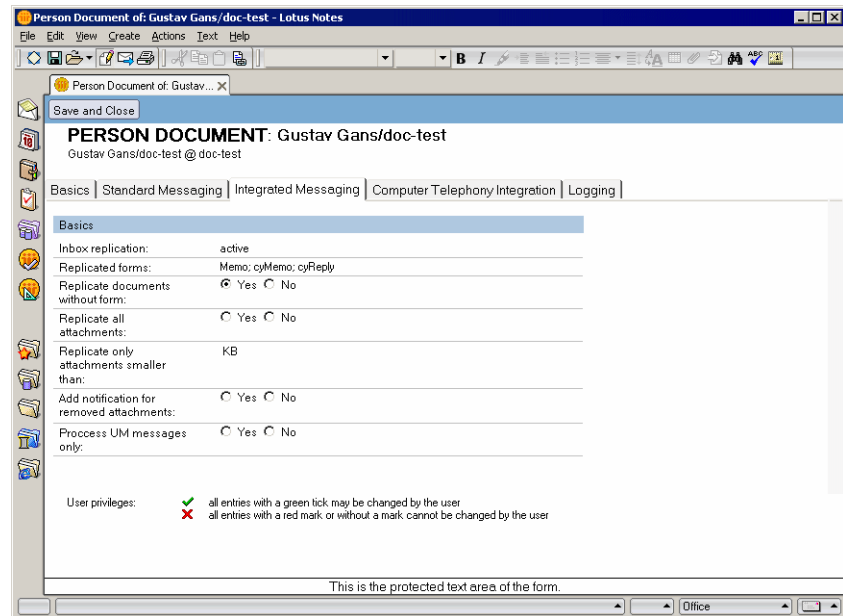 Person Document of: Gustav Gans/doc-test - Lotus Notes
File Edit View Create Actions Text Help
B I ABC
Person Document of: Gustav...
Save and Close
PERSON DOCUMENT: Gustav Gans/doc-test
Gustav Gans/doc-test @ doc-test
Basics Standard Messaging Integrated Messaging Computer Telephony Integration Logging
Basics
Inbox replication: active
Replicated forms: Memo; cyMemo; cyReply
Replicate documents Yes No
without form:
Replicate all Yes No
attachments:
Replicate only KB
attachments smaller
than:
Add notification for Yes No
removed attachments:
Proccess UM messages Yes No
only:
User privileges: all entries with a green tick may be changed by the user
all entries with a red mark or without a mark cannot be changed by the user
This is the protected text area of the form.
Office